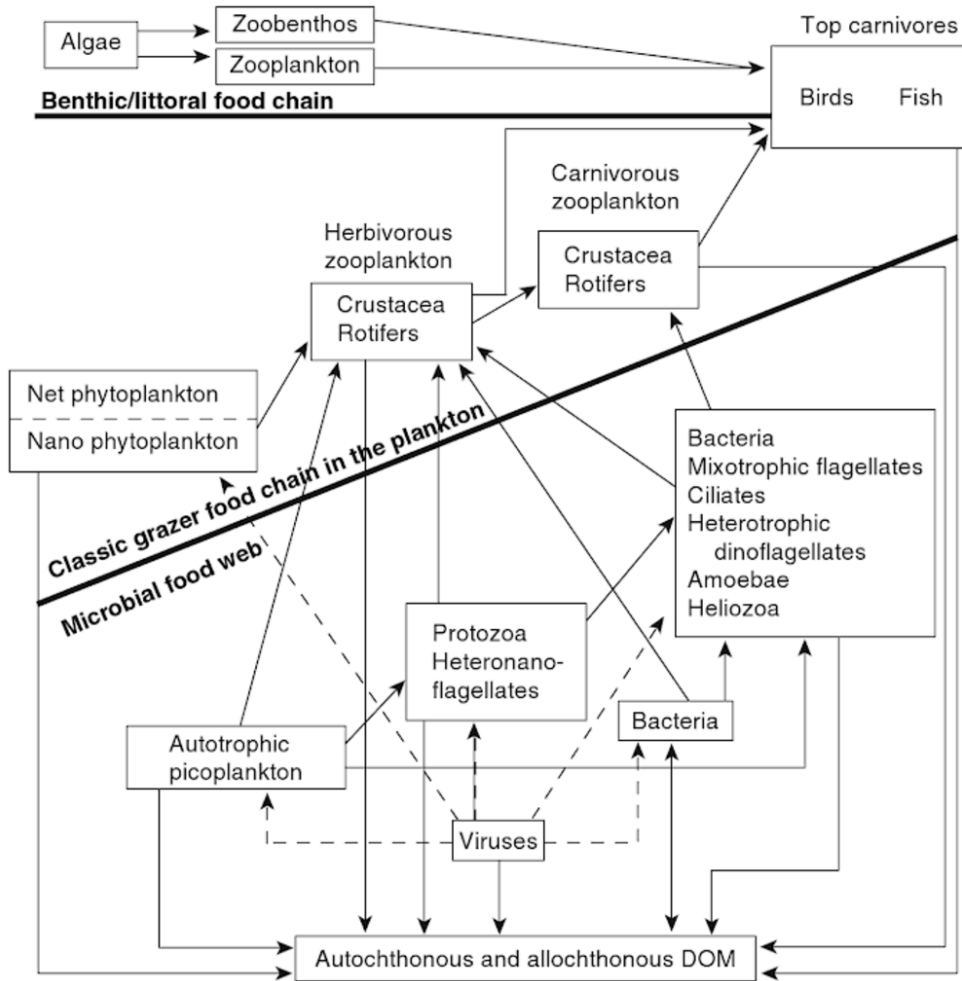 Algae
Zoobenthos
Zooplankton
Top carnivores
Birds Fish
Benthic/littoral food chain
Carnivorous
zooplankton
Crustacea
Rotifers
Herbivorous
zooplankton
Crustacea
Rotifers
Net phytoplankton
Nano phytoplankton
Classic grazer food chain in the plankton
Microbial food web
Bacteria
Mixotrophic flagellates
Ciliates
Heterotrophic
dinoflagellates
Amoebae
Heliozoa
Protozoa
Heteronano-
flagellates
Bacteria
Autotrophic
picoplankton
Viruses
Autochthonous and allochthonous DOM